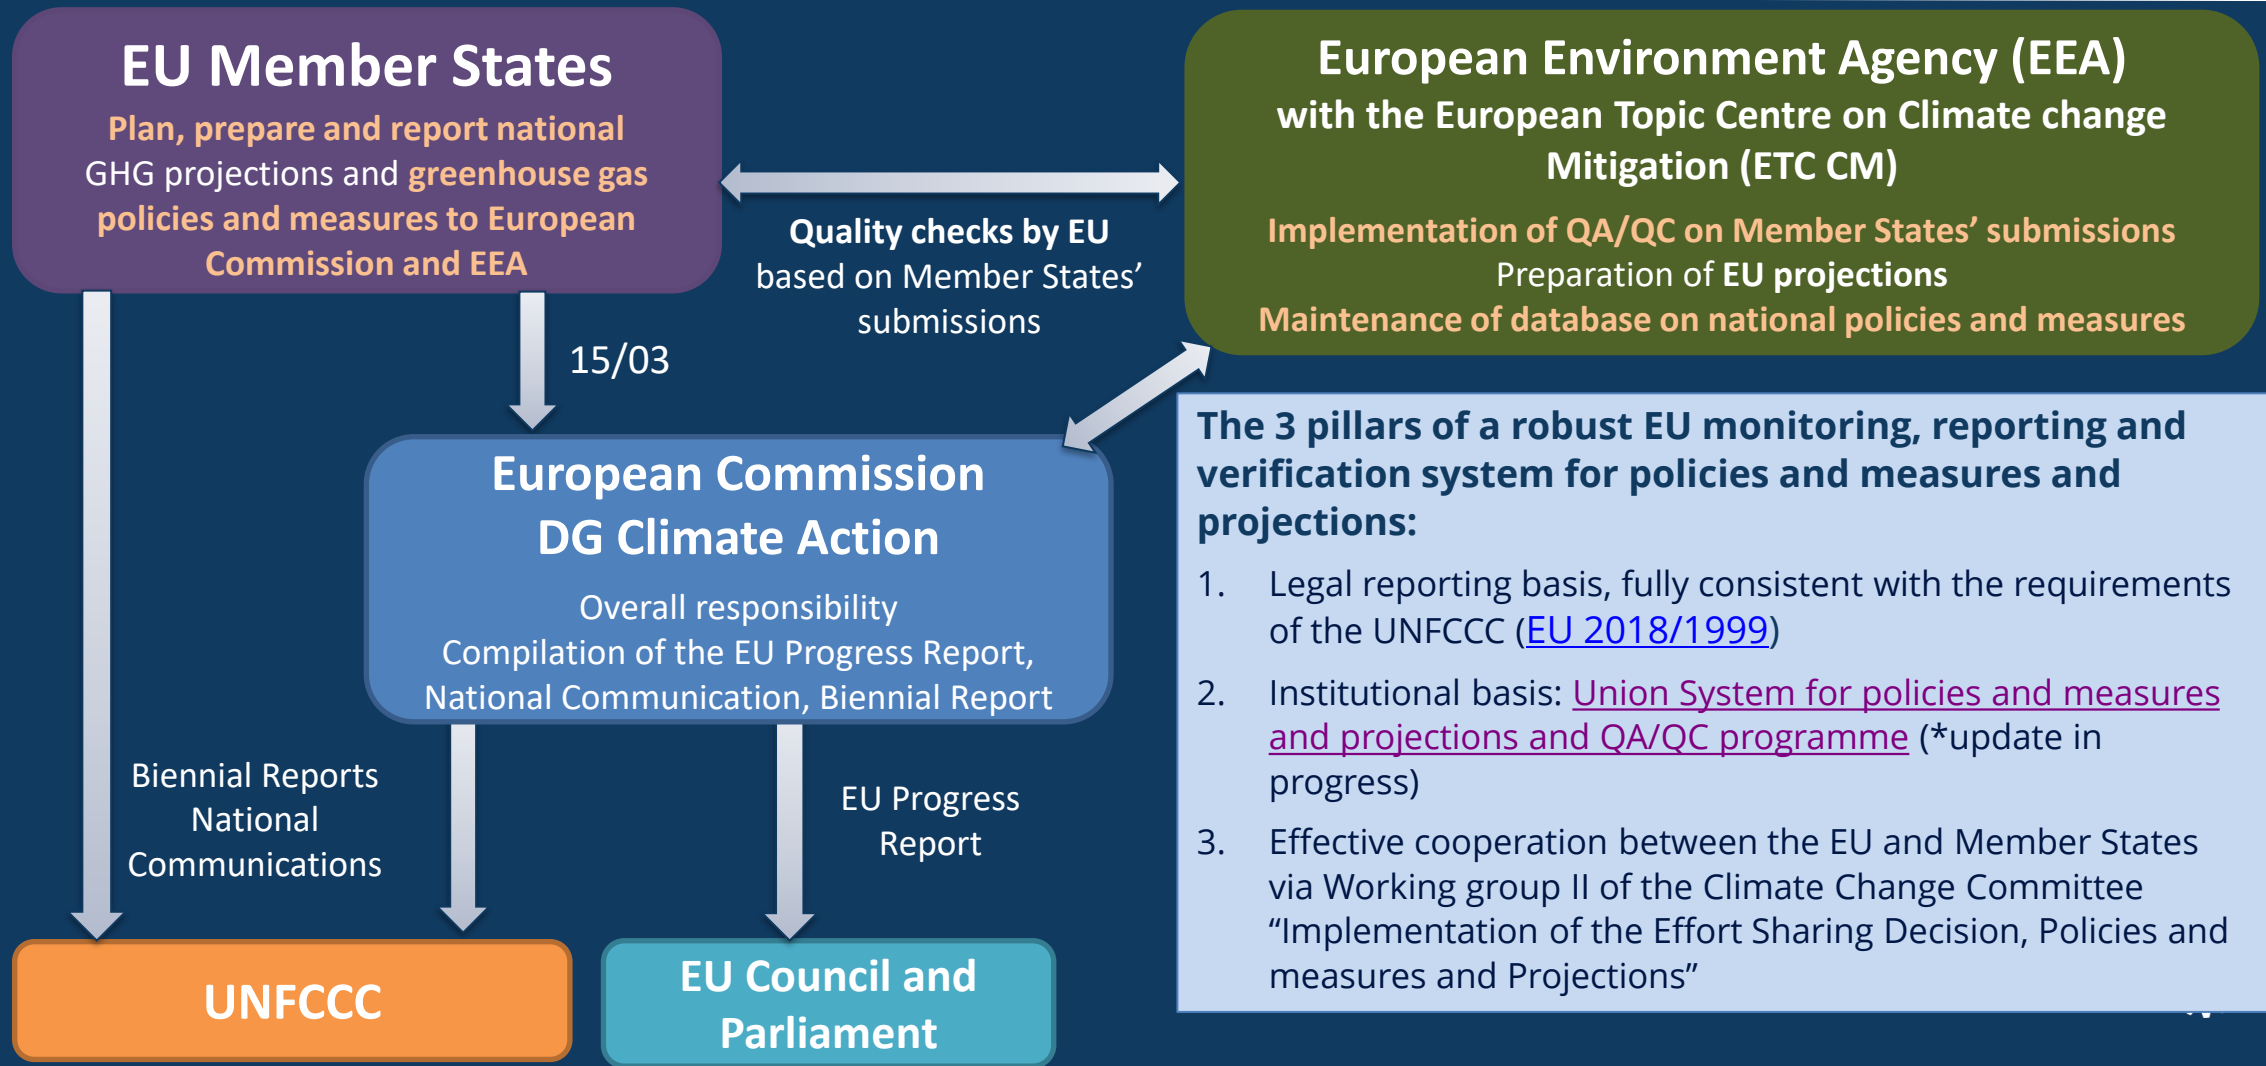 EU Member States
Plan, prepare and report national
GHG projections and greenhouse gas
policies and measures to European
Commission and EEA
European Environment Agency (EEA)
with the European Topic Centre on Climate change
Mitigation (ETC CM)
Implementation of QA/QC on Member States’ submissions
Preparation of EU projections
Maintenance of database on national policies and measures
Quality checks by EU
based on Member States’
submissions
15/03
European Commission
DG Climate Action
Overall responsibility
Compilation of the EU Progress Report,
National Communication, Biennial Report
Biennial Reports
National
Communications
EU Progress
Report
UNFCCC
EU Council and
Parliament
The 3 pillars of a robust EU monitoring, reporting and
verification system for policies and measures and
projections:
1. Legal reporting basis, fully consistent with the requirements
of the UNFCCC (EU 2018/1999)
2. Institutional basis: Union System for policies and measures
and projections and QA/QC programme (*update in
progress)
3. Effective cooperation between the EU and Member States
via Working group II of the Climate Change Committee
“Implementation of the Effort Sharing Decision, Policies and
measures and Projections”